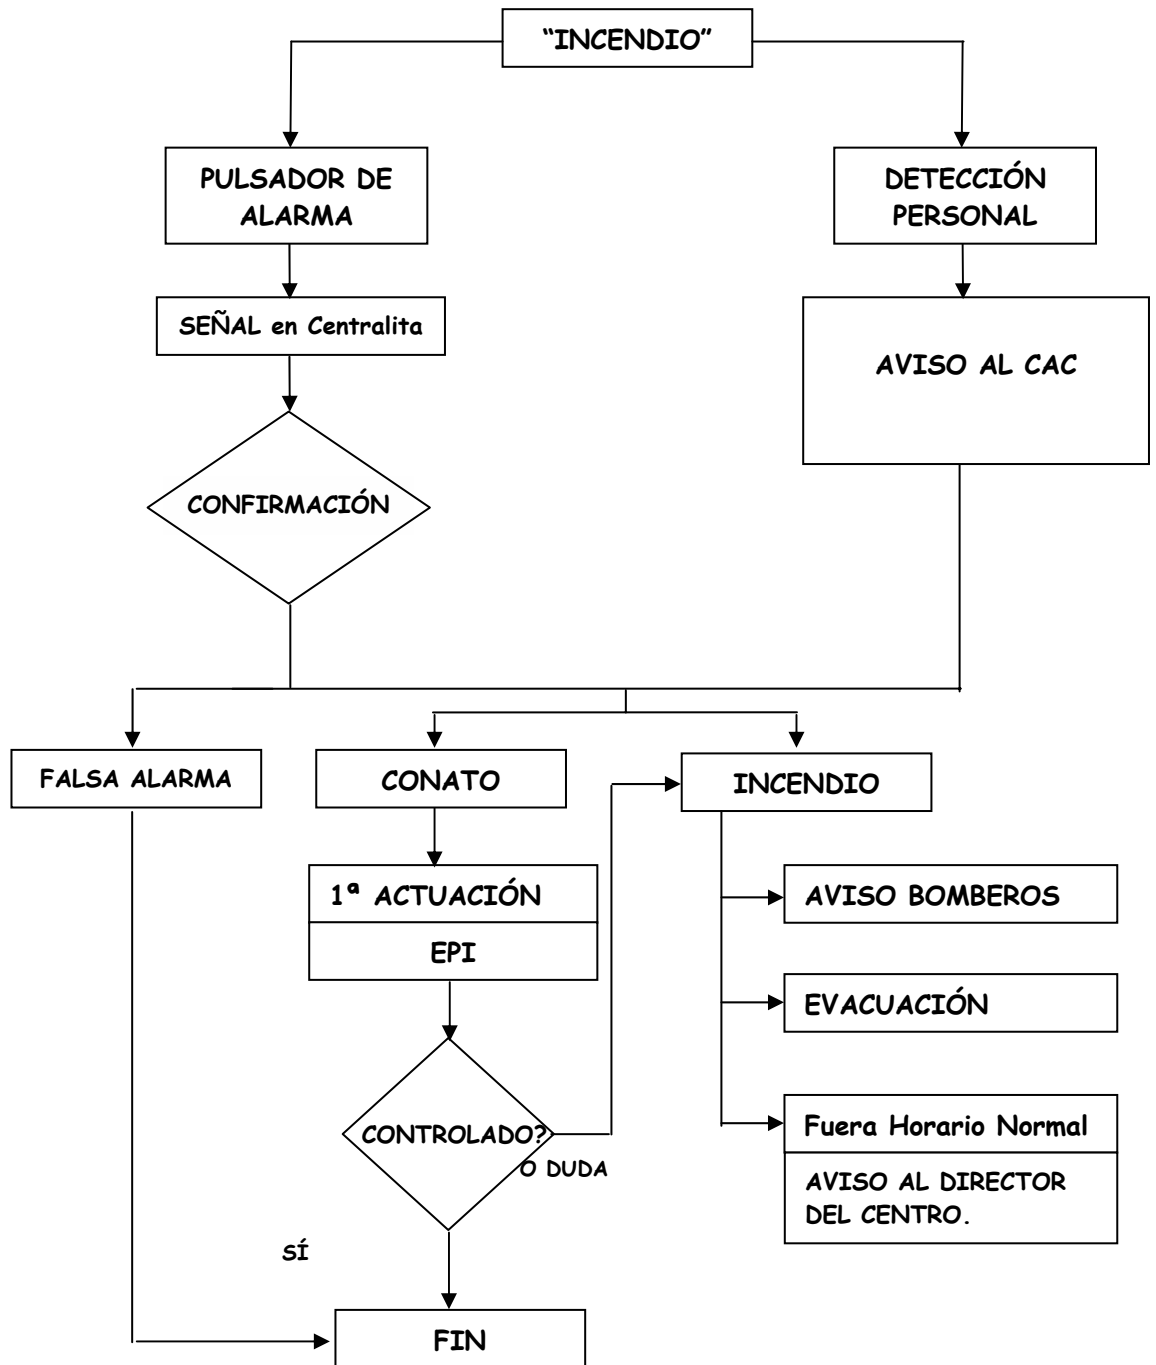 “INCENDIO”
PULSADOR DE
ALARMA
DETECCIÓN
PERSONAL
SEÑAL en Centralita
AVISO AL CAC
CONFIRMACIÓN
FALSA ALARMA
CONATO
INCENDIO
1ª ACTUACIÓN
EPI
AVISO BOMBEROS
EVACUACIÓN
CONTROLADO?
O DUDA
Fuera Horario Normal
AVISO AL DIRECTOR
DEL CENTRO.
SÍ
FIN